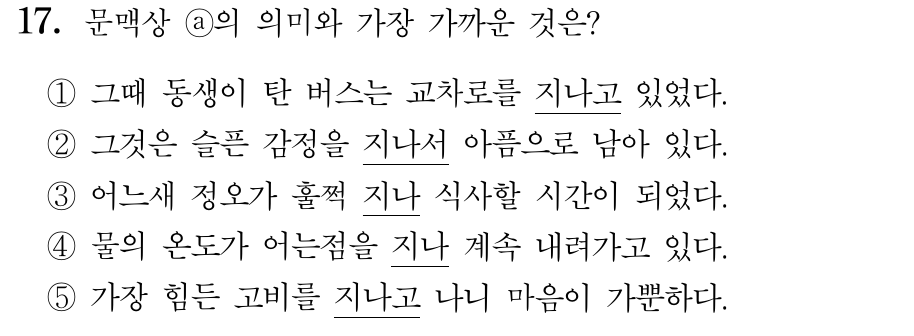 17. 문맥상 ⓐ의 의미와 가장 가까운 것은?
① 그때 동생이 탄 버스는 교차로를 지나고 있었다.
② 그것은 슬픈 감정을 지나서 아픔으로 남아 있다.
③ 어느새 정오가 훌쩍 지나 식사할 시간이 되었다.
④ 물의 온도가 어는점을 지나 계속 내려가고 있다.
⑤ 가장 힘든 고비를 지나고 나니 마음이 가뿐하다.